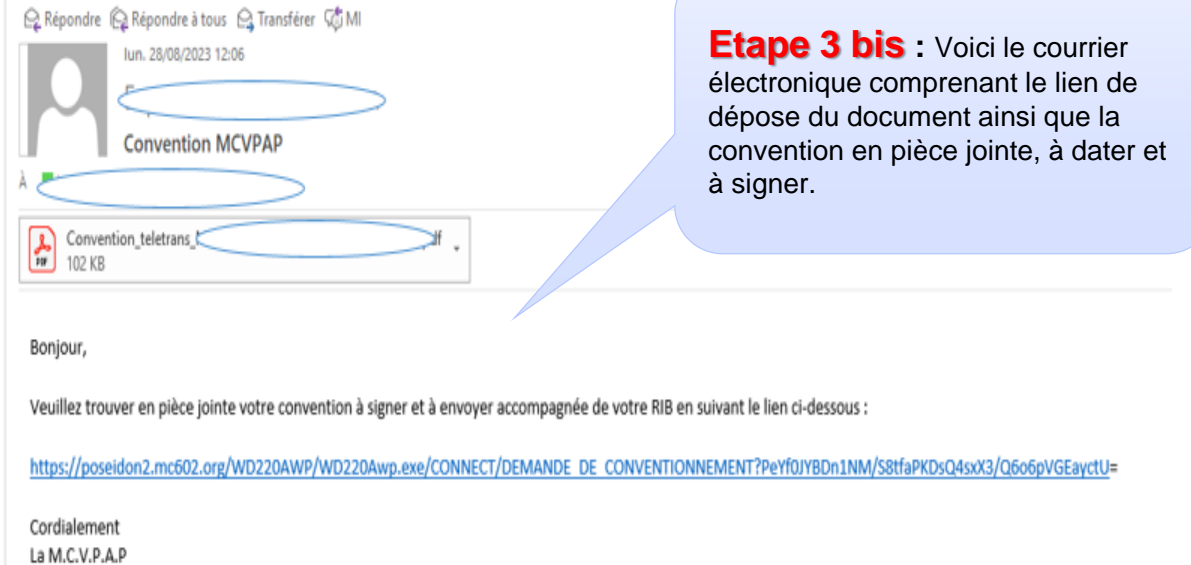 Répondre Répondre à tous Transférer MI
lun. 28/08/2023 12:06
Convention MCVPAP
À
Convention_teletrans_
102 KB
Etape 3 bis : Voici le courrier
électronique comprenant le lien de
dépose du document ainsi que la
convention en pièce jointe, à dater et
à signer.
Bonjour,
Veuillez trouver en pièce jointe votre convention à signer et à envoyer accompagnée de votre RIB en suivant le lien ci-dessous :
https://poseidon2.mc602.org/WD220AWP/WD220Awp.exe/CONNECT/DEMANDE_DE_CONVENTIONNEMENT?PeYf0JYBDn1NM/S8tfaPKDsQ4sxX3/Q6o6pVGEayctU=
Cordialement
La M.C.V.P.A.P